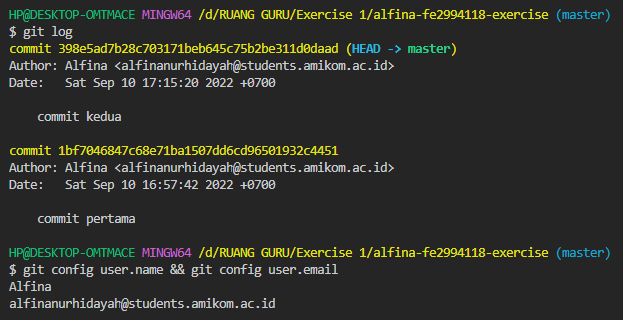 HP@DESKTOP-OMTMACE MINGW64 /d/RUANG GURU/Exercise 1/alfina-fe2994118-exercise (master)
$ git log
commit 398e5ad7b28c703171beb645c75b2be311d0daad (HEAD -> master)
Author: Alfina <alfinanurhidayah@students.amikom.ac.id>
Date:   Sat Sep 10 17:15:20 2022 +0700
    commit kedua
commit 1bf7046847c68e71ba1507dd6cd96501932c4451
Author: Alfina <alfinanurhidayah@students.amikom.ac.id>
Date:   Sat Sep 10 16:57:42 2022 +0700
    commit pertama
HP@DESKTOP-OMTMACE MINGW64 /d/RUANG GURU/Exercise 1/alfina-fe2994118-exercise (master)
$ git config user.name && git config user.email
Alfina
alfinanurhidayah@students.amikom.ac.id